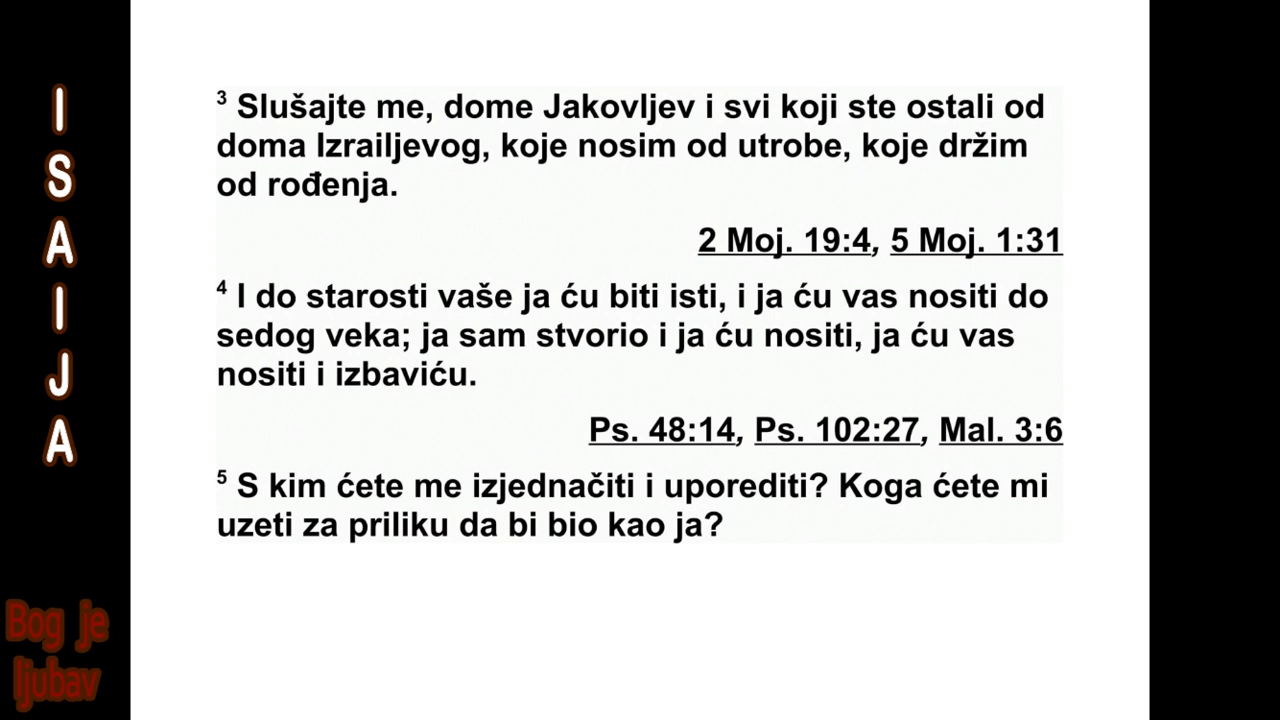 ISAIJA
3 Slušajte me, dome Jakovljev i svi koji ste ostali od
doma Izrailjevog, koje nosim od utrobe, koje držim
od rođenja.
2 Moj. 19:4, 5 Moj. 1:31
4 I do starosti vaše ja ću biti isti, i ja ću vas nositi do
sedog veka; ja sam stvorio i ja ću nositi, ja ću vas
nositi i izbaviću.
Ps. 48:14, Ps. 102:27, Mal. 3:6
5 S kim ćete me izjednačiti i uporediti? Koga ćete mi
uzeti za priliku da bi bio kao ja?
Bog je
ljubav